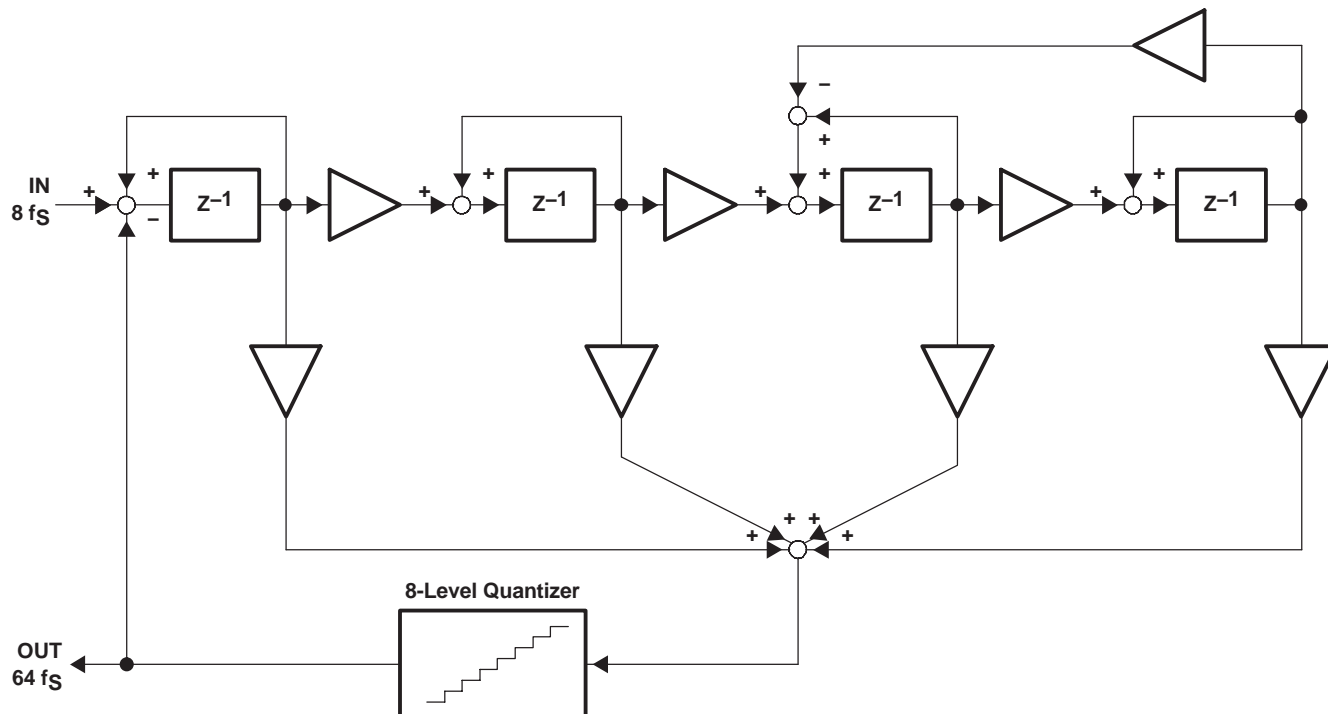 –
+
+
IN
8 fS
+
+
–
Z–1
+
+
Z–1
+
+
Z–1
+
+
Z–1
+
+
+
+
8-Level Quantizer
OUT
64 fS